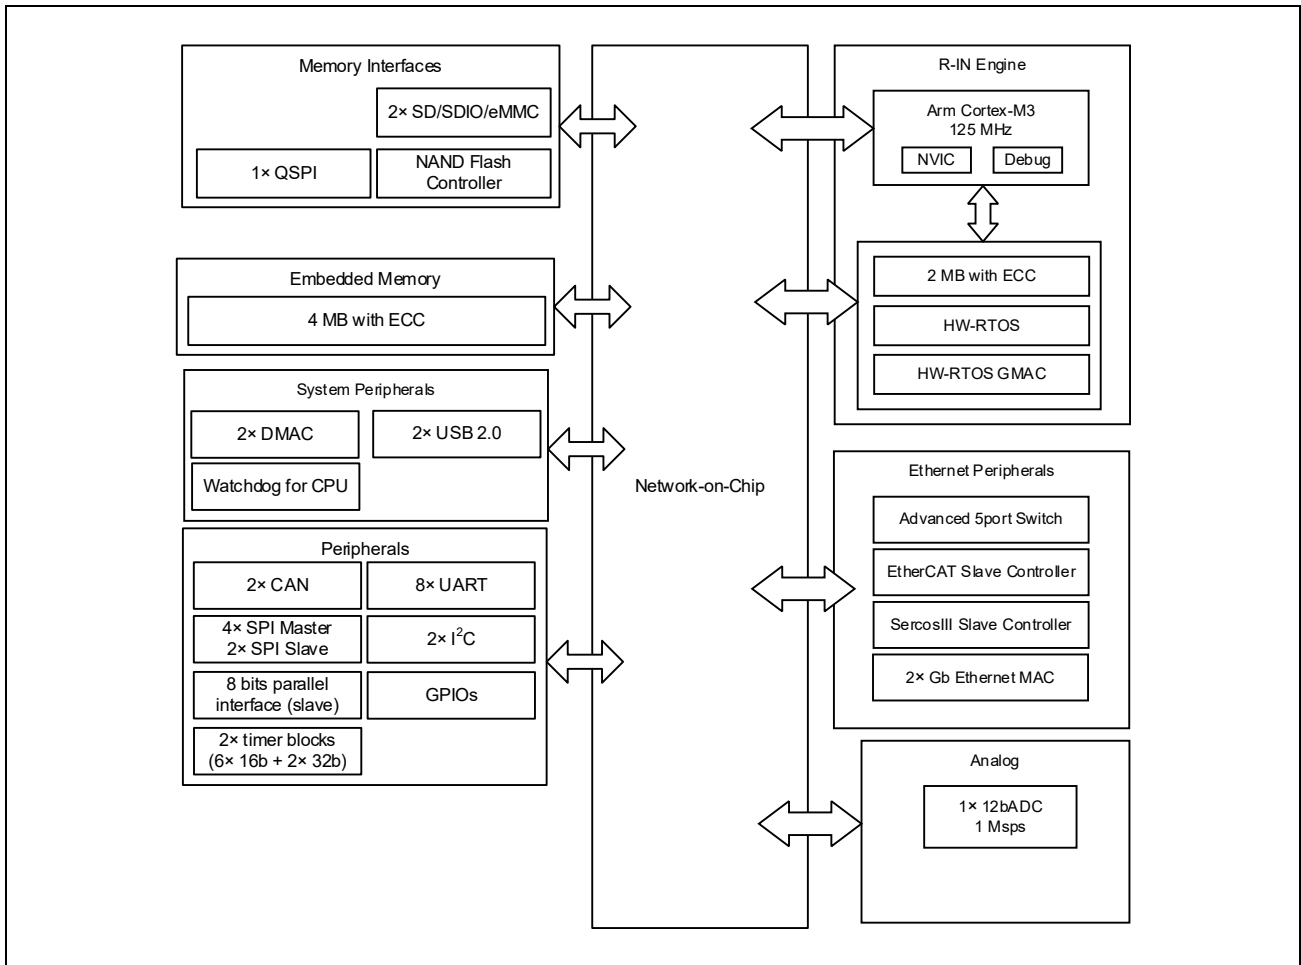 Memory Interfaces
2× SD/SDIO/eMMC
1× QSPI
NAND Flash
Controller
Embedded Memory
4 MB with ECC
System Peripherals
2× DMAC
2× USB 2.0
Watchdog for CPU
Peripherals
2× CAN
8× UART
4× SPI Master
2× SPI Slave
2× I²C
8 bits parallel
interface (slave)
GPIOs
2× timer blocks
(6× 16b + 2× 32b)
Network-on-Chip
R-IN Engine
Arm Cortex-M3
125 MHz
NVIC
Debug
2 MB with ECC
HW-RTOS
HW-RTOS GMAC
Ethernet Peripherals
Advanced 5port Switch
EtherCAT Slave Controller
SercosIII Slave Controller
2× Gb Ethernet MAC
Analog
1× 12bADC
1 Msps